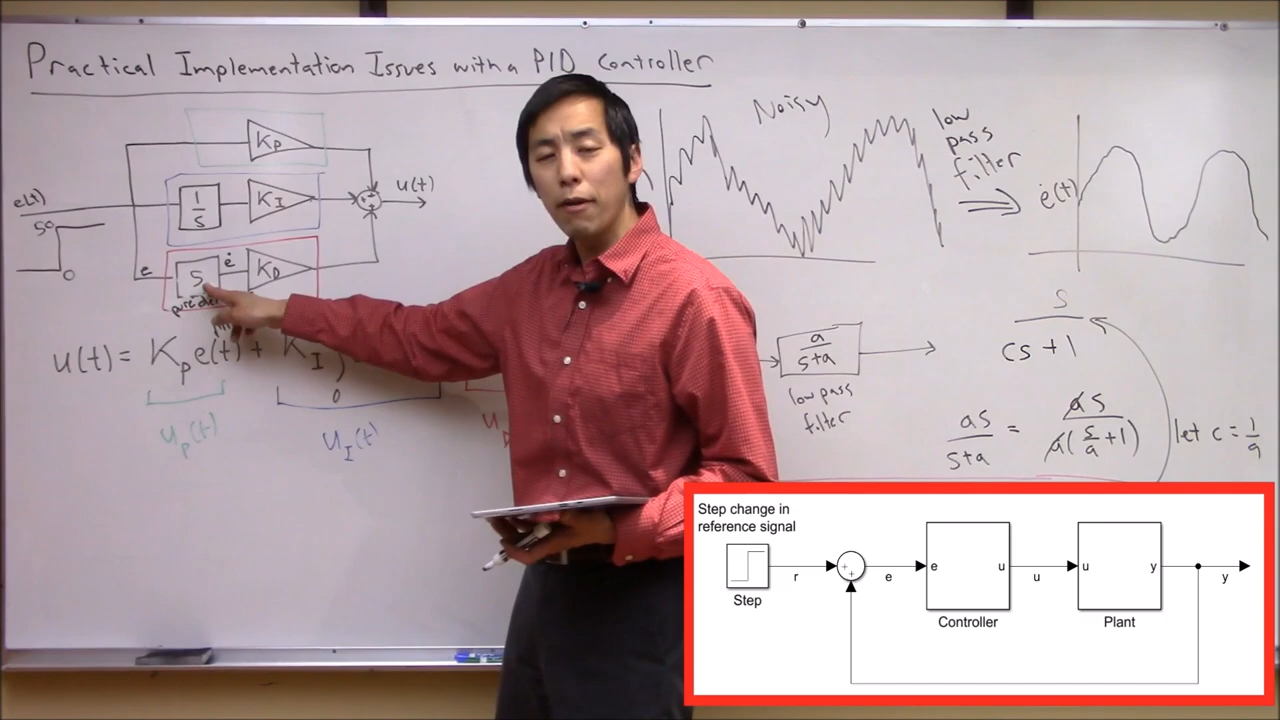 Practical Implementation Issues with a PID Controller
KP
e(t)
1/s
KI
u(t)
50
0
e
S
ė
KD
u(t) = Kp e(t) + KI ∫
0
up(t)
uI(t)
Noisy
low
pass
filter
ė(t)
a/(s+a)
low pass
filter
s/(cs+1)
as/(s+a) = as/(a(s/a+1))
let c = 1/a
Step change in
reference signal
Step
r
+
+
e
e
u
Controller
u
u
y
Plant
y